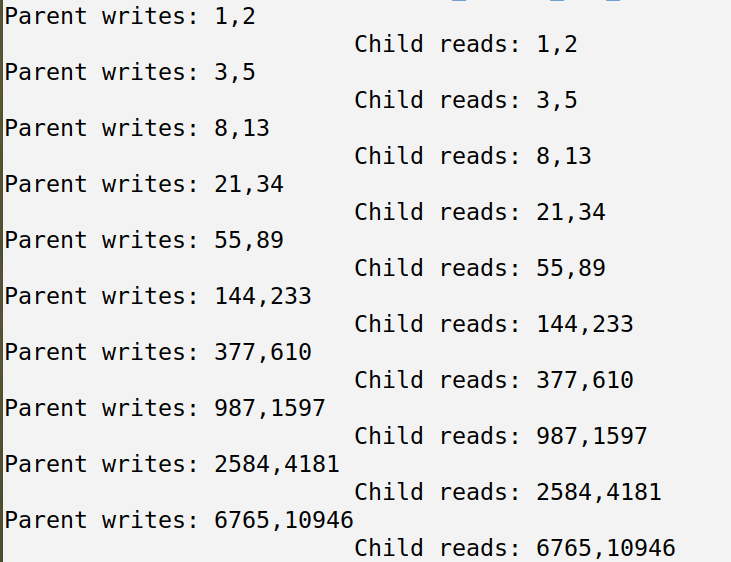 Parent writes: 1,2
Child reads: 1,2
Parent writes: 3,5
Child reads: 3,5
Parent writes: 8,13
Child reads: 8,13
Parent writes: 21,34
Child reads: 21,34
Parent writes: 55,89
Child reads: 55,89
Parent writes: 144,233
Child reads: 144,233
Parent writes: 377,610
Child reads: 377,610
Parent writes: 987,1597
Child reads: 987,1597
Parent writes: 2584,4181
Child reads: 2584,4181
Parent writes: 6765,10946
Child reads: 6765,10946